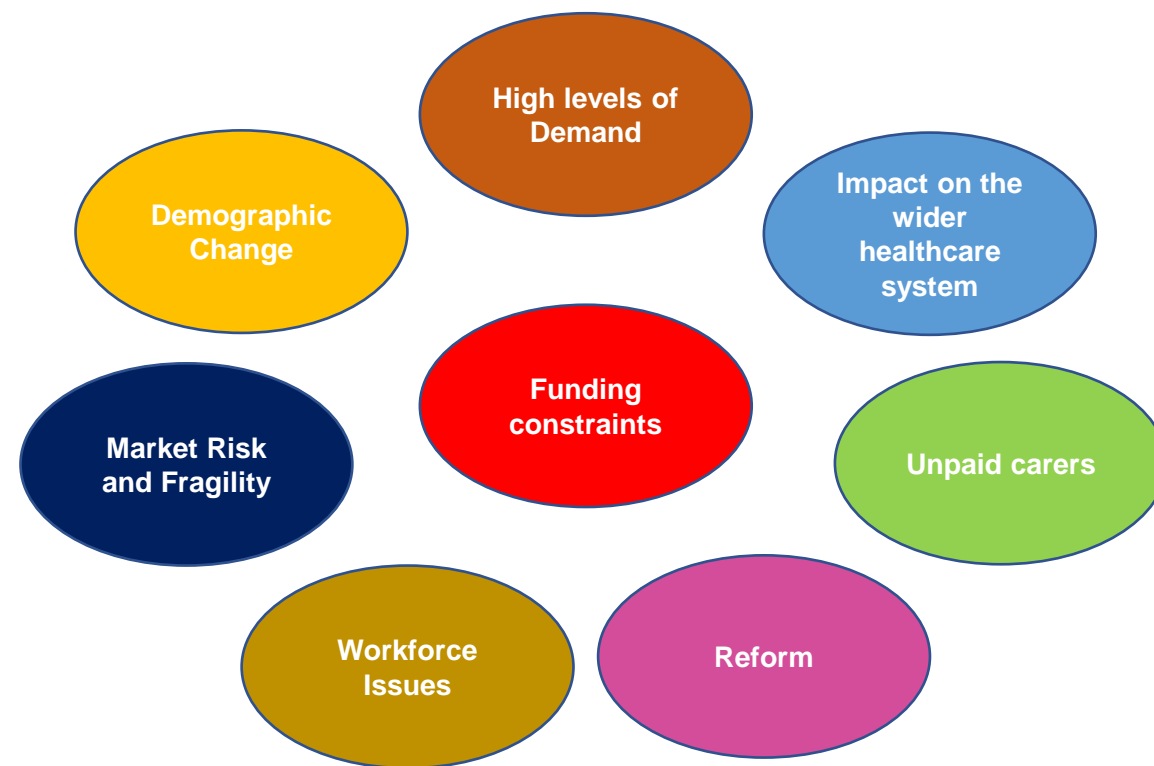 High levels of
Demand
Demographic
Change
Impact on the
wider
healthcare
system
Funding
constraints
Market Risk
and Fragility
Unpaid carers
Workforce
Issues
Reform